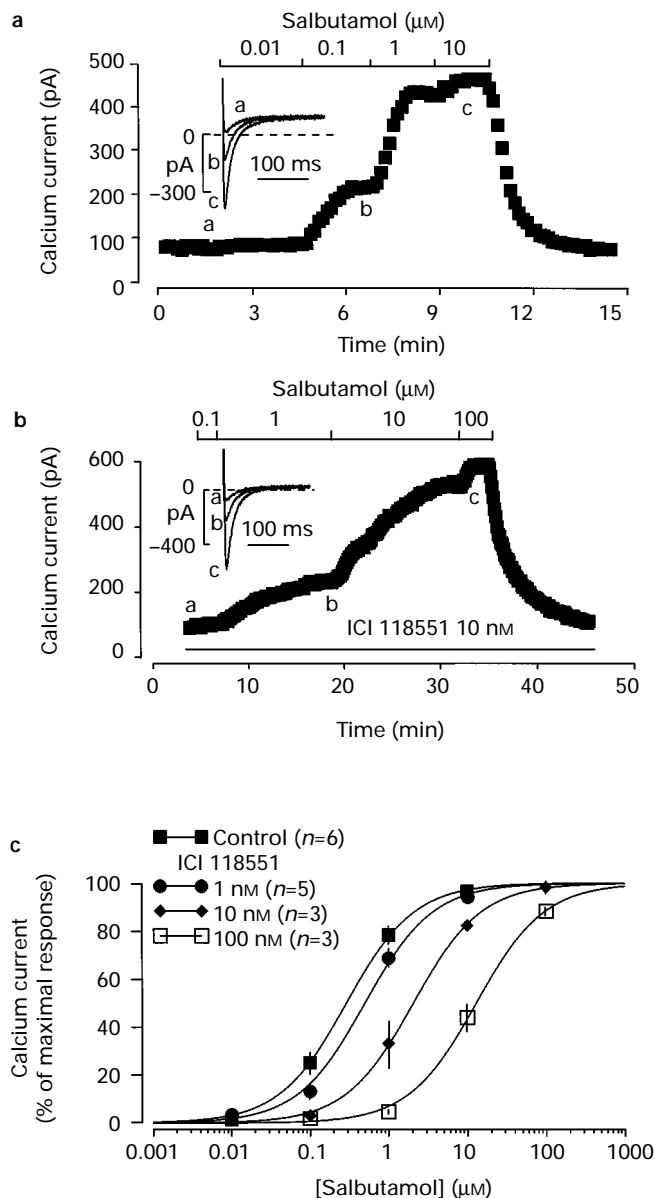 a
Salbutamol (µM)
0.01 0.1 1 10
Calcium current (pA)
500
400
300
200
100
0
a
0
b
pA
100 ms
−300
c
a
b
c
0 3 6 9 12 15
Time (min)
b
Salbutamol (µM)
0.1 1 10 100
Calcium current (pA)
600
400
200
0
0
a
pA
b
100 ms
−400
c
a
b
c
ICI 118551 10 nM
0 10 20 30 40 50
Time (min)
c
Control (n=6)
ICI 118551
1 nM (n=5)
10 nM (n=3)
100 nM (n=3)
Calcium current
(% of maximal response)
100
80
60
40
20
0
0.001 0.01 0.1 1 10 100 1000
[Salbutamol] (µM)